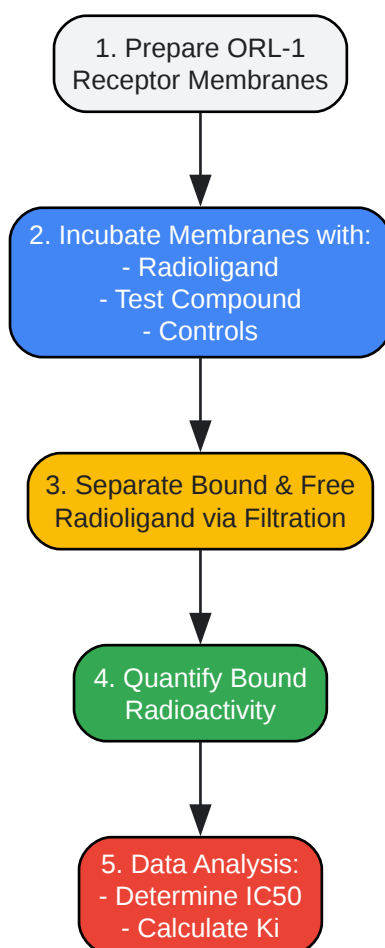 1. Prepare ORL-1
Receptor Membranes
2. Incubate Membranes with:
- Radioligand
- Test Compound
- Controls
3. Separate Bound & Free
Radioligand via Filtration
4. Quantify Bound
Radioactivity
5. Data Analysis:
- Determine IC50
- Calculate Ki